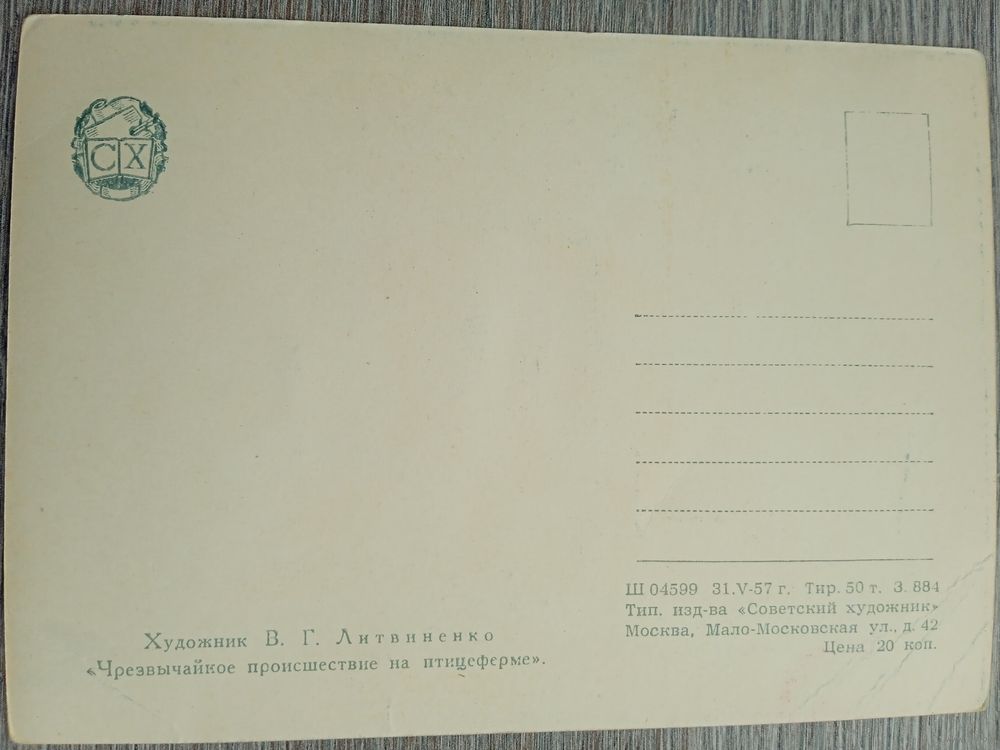 СХ
Художник В. Г. Литвиненко
«Чрезвычайное происшествие на птицеферме».
Ш 04599 31.V-57 г. Тир. 50 т. З. 884
Тип. изд-ва «Советский художник»
Москва, Мало-Московская ул., д. 42
Цена 20 коп.